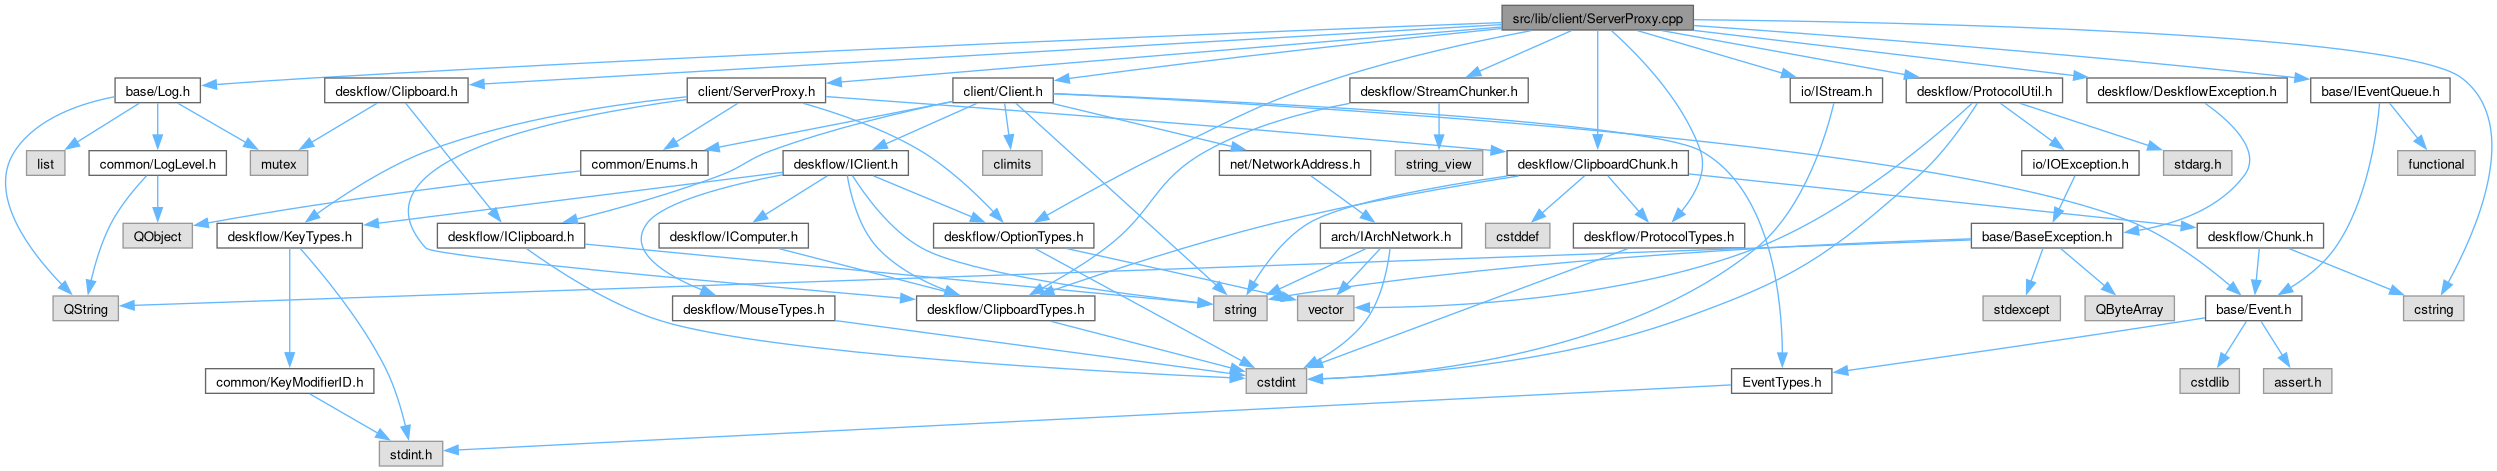 src/lib/client/ServerProxy.cpp
base/Log.h
deskflow/Clipboard.h
client/ServerProxy.h
client/Client.h
deskflow/StreamChunker.h
io/IStream.h
deskflow/ProtocolUtil.h
deskflow/DeskflowException.h
base/IEventQueue.h
list
common/LogLevel.h
mutex
common/Enums.h
deskflow/IClient.h
climits
net/NetworkAddress.h
string_view
deskflow/ClipboardChunk.h
io/IOException.h
stdarg.h
functional
QObject
deskflow/KeyTypes.h
deskflow/IClipboard.h
deskflow/IComputer.h
deskflow/OptionTypes.h
arch/IArchNetwork.h
cstddef
deskflow/ProtocolTypes.h
base/BaseException.h
deskflow/Chunk.h
QString
deskflow/MouseTypes.h
deskflow/ClipboardTypes.h
string
vector
stdexcept
QByteArray
base/Event.h
cstring
common/KeyModifierID.h
cstdint
EventTypes.h
cstdlib
assert.h
stdint.h